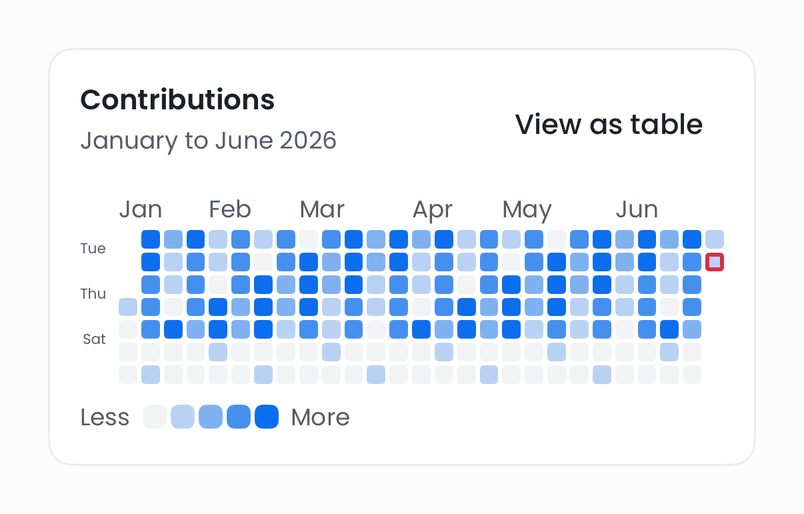 Contributions
January to June 2026
View as table
Jan Feb Mar Apr May Jun
Tue
Thu
Sat
Less More